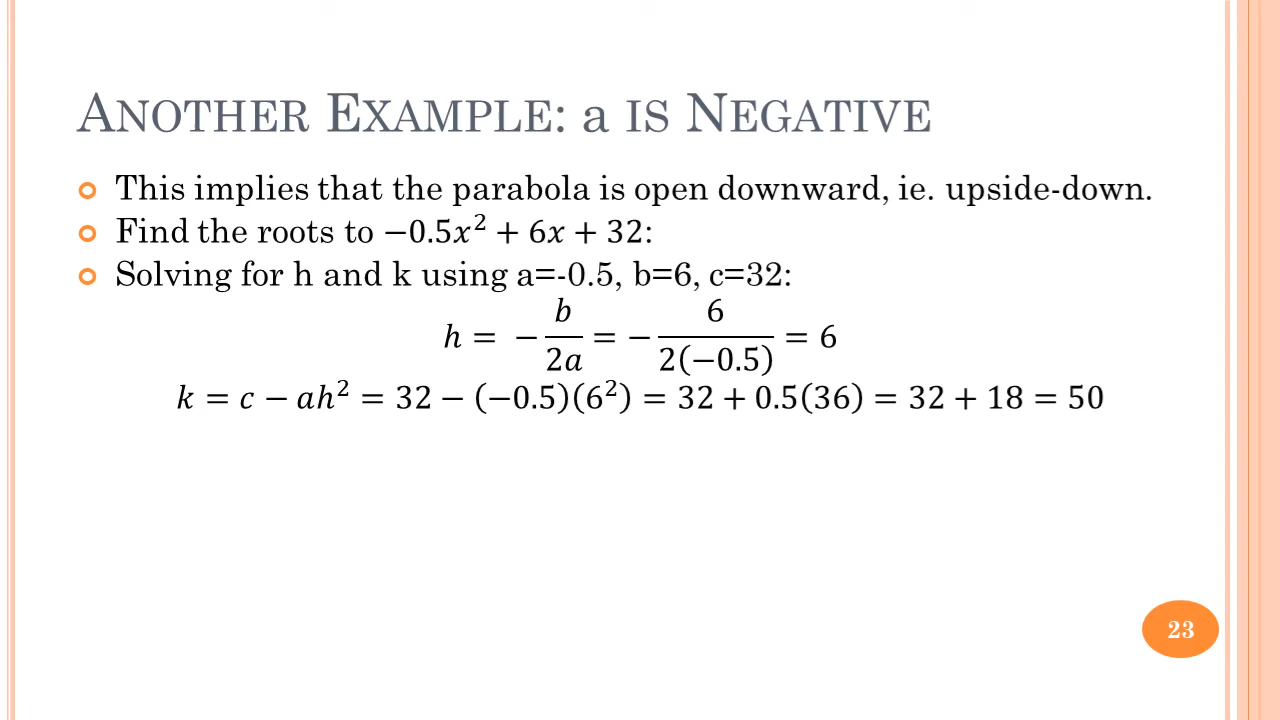 ANOTHER EXAMPLE: a IS NEGATIVE
This implies that the parabola is open downward, ie. upside-down.
Find the roots to −0.5x² + 6x + 32:
Solving for h and k using a=-0.5, b=6, c=32:
h = − b/2a = − 6/2(−0.5) = 6
k = c − ah² = 32 − (−0.5)(6²) = 32 + 0.5(36) = 32 + 18 = 50
23